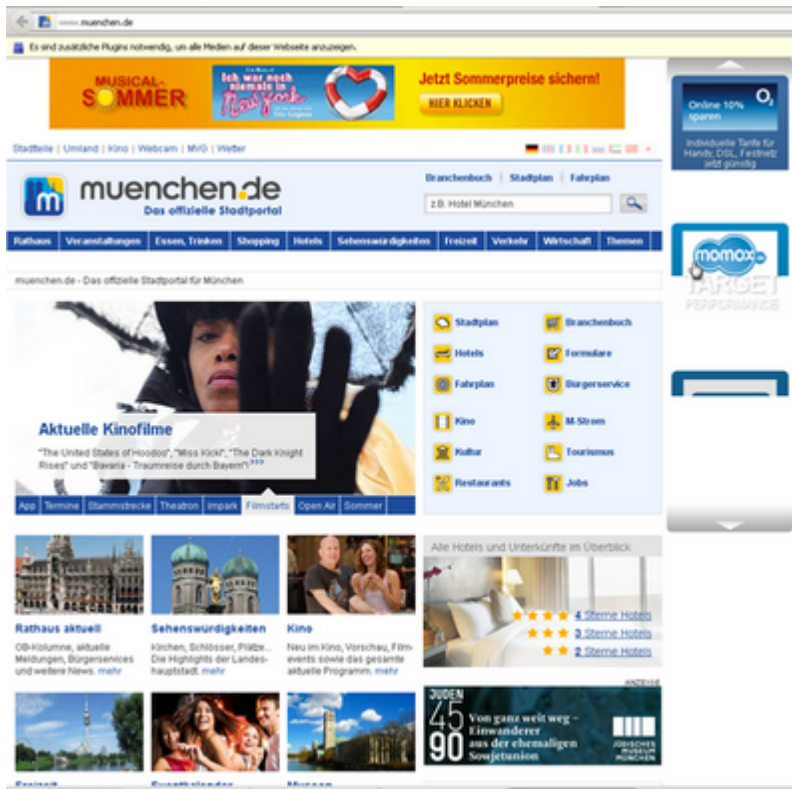 www.muenchen.de
Es sind zusätzliche Plugins notwendig, um alle Medien auf dieser Webseite anzuzeigen.
MUSICAL-
SOMMER
Ich war noch
niemals in
New York
Jetzt Sommerpreise sichern!
HIER KLICKEN
Online 10%
sparen
O2
Individuelle Tarife für
Handy, DSL, Festnetz
jetzt günstig
Stadtteile | Umland | Kino | Webcam | MVG | Wetter
muenchen.de
Das offizielle Stadtportal
Branchenbuch | Stadtplan | Fahrplan
z.B. Hotel München
Rathaus Veranstaltungen Essen, Trinken Shopping Hotels Sehenswürdigkeiten Freizeit Verkehr Wirtschaft Themen
momox
TARGET
PERFORMANCE
muenchen.de - Das offizielle Stadtportal für München
Stadtplan Branchenbuch
Hotels Formulare
Fahrplan Bürgerservice
Kino M-Strom
Kultur Tourismus
Restaurants Jobs
Aktuelle Kinofilme
"The United States of Hoodoo", "Miss Kicki", "The Dark Knight
Rises" und "Bavaria - Traumreise durch Bayern"! >>>
App Termine Stammstrecke Theatron impark Filmstarts Open Air Sommer
Alle Hotels und Unterkünfte im Überblick
4 Sterne Hotels
3 Sterne Hotels
2 Sterne Hotels
Rathaus aktuell
OB-Kolumne, aktuelle
Meldungen, Bürgerservices
und weitere News. mehr
Sehenswürdigkeiten
Kirchen, Schlösser, Plätze...
Die Highlights der Landes-
hauptstadt. mehr
Kino
Neu im Kino, Vorschau, Film-
events sowie das gesamte
aktuelle Programm. mehr
ANZEIGE
JUDEN
45
90
Von ganz weit weg –
Einwanderer
aus der ehemaligen
Sowjetunion
JÜDISCHES
MUSEUM
MÜNCHEN
Freizeit
Eventkalender
Museen